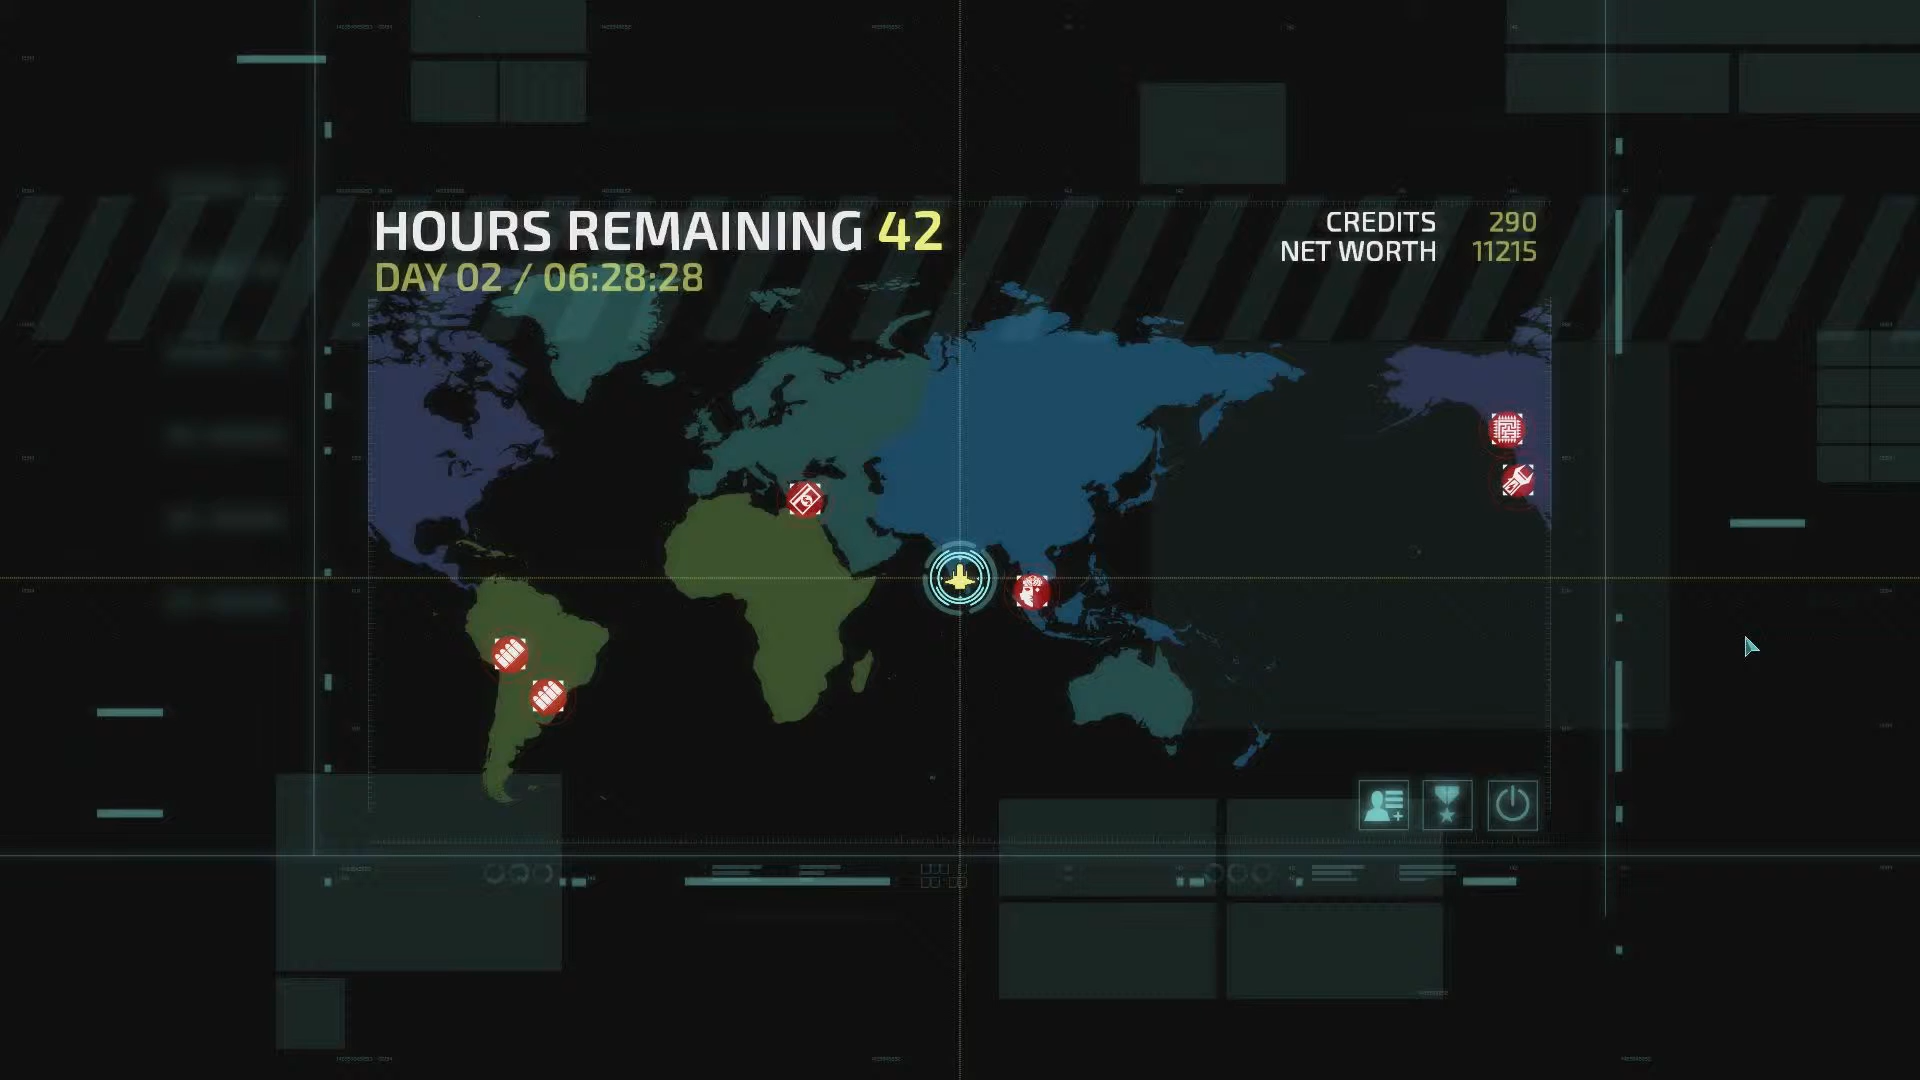 HOURS REMAINING 42
DAY 02 / 06:28:28
CREDITS 290
NET WORTH 11215